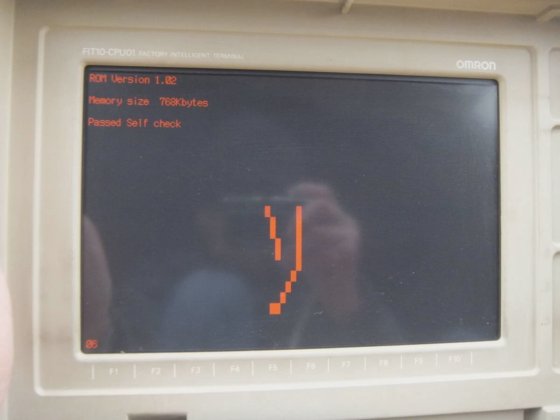 FIT10-CPU01 FACTORY INTELLIGENT TERMINAL
OMRON
ROM Version 1.02
Memory size 768Kbytes
Passed Self check
リ
06
F1 F2 F3 F4 F5 F6 F7 F8 F9 F10